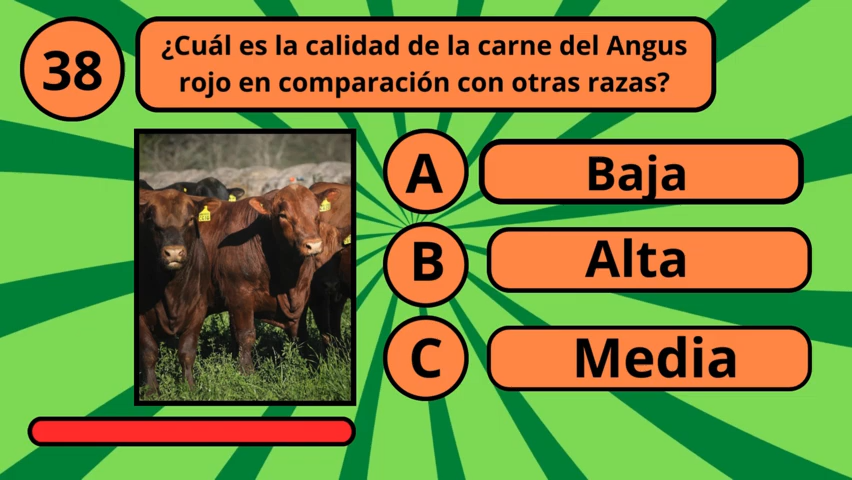 38
¿Cuál es la calidad de la carne del Angus
rojo en comparación con otras razas?
A
Baja
B
Alta
C
Media